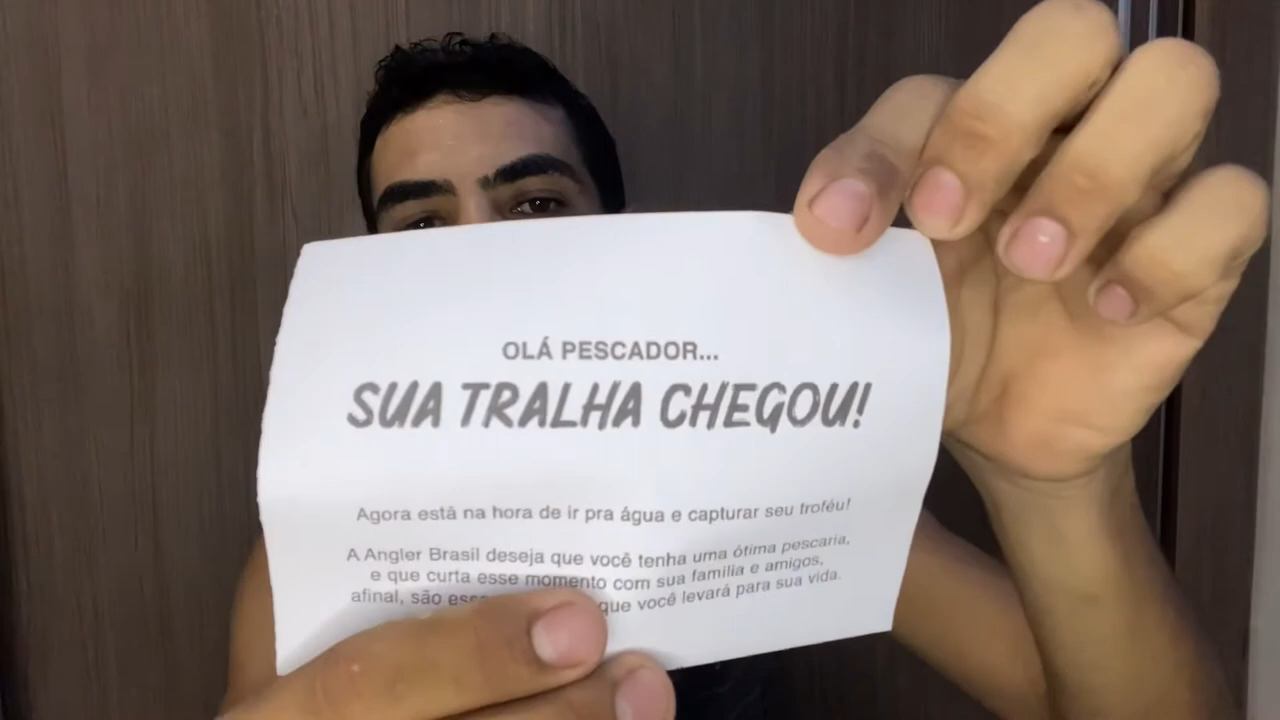 OLÁ PESCADOR...
SUA TRALHA CHEGOU!
Agora está na hora de ir pra água e capturar seu troféu!
A Angler Brasil deseja que você tenha uma ótima pescaria,
e que curta esse momento com sua família e amigos,
afinal, são que você levará para sua vida.